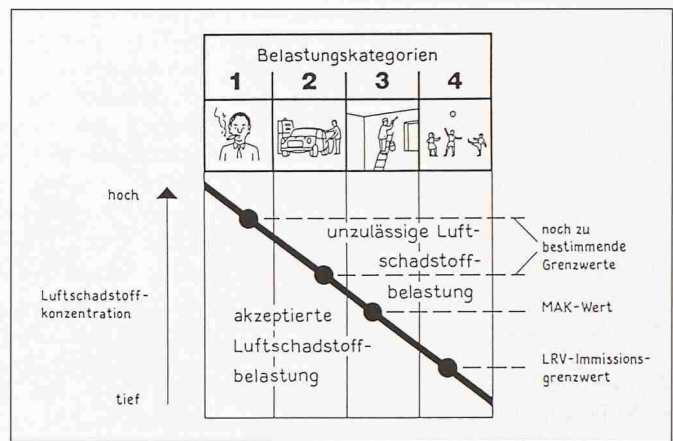 Belastungskategorien
1 2 3 4
hoch
unzulässige Luft-
schadstoff-
belastung
noch zu
bestimmende
Grenzwerte
Luftschadstoff-
konzentration
akzeptierte
Luftschadstoff-
belastung
MAK-Wert
LRV-Immissions-
grenzwert
tief